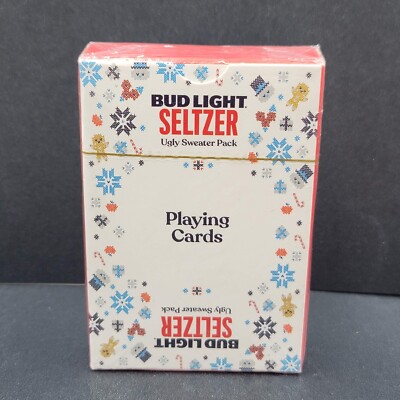 BUD LIGHT
SELTZER
Ugly Sweater Pack
Playing
Cards
BUD LIGHT
SELTZER
Ugly Sweater Pack